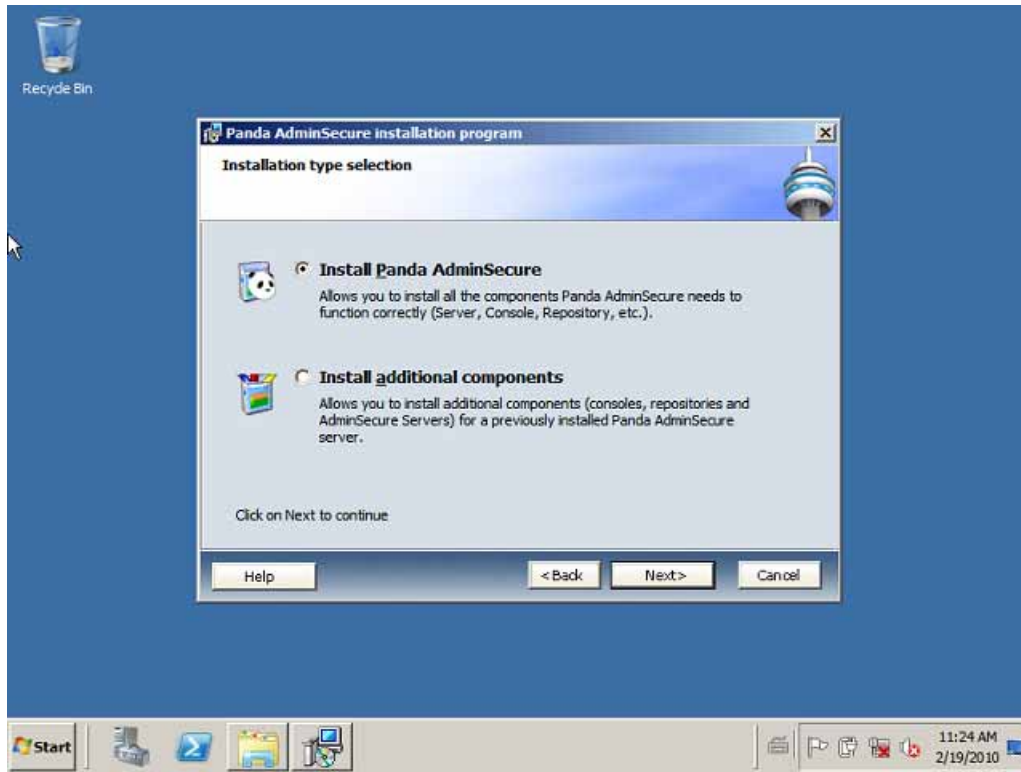 Recycle Bin
Panda AdminSecure installation program
Installation type selection
Install Panda AdminSecure
Allows you to install all the components Panda AdminSecure needs to
function correctly (Server, Console, Repository, etc.).
Install additional components
Allows you to install additional components (consoles, repositories and
AdminSecure Servers) for a previously installed Panda AdminSecure
server.
Click on Next to continue
Help
<Back
Next>
Cancel
Start
11:24 AM
2/19/2010